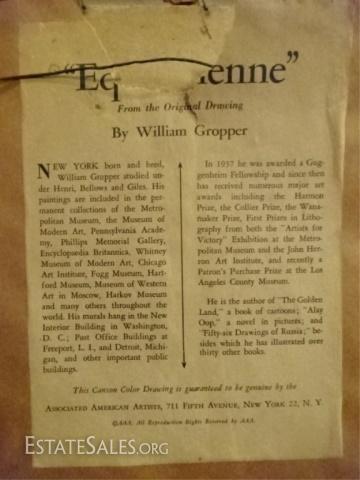 "Eq     ienne"
From the Original Drawing
By William Gropper
NEW YORK born and bred,
William Gropper studied un-
der Henri, Bellows and Giles. His
paintings are included in the per-
manent collections of the Metro-
politan Museum, the Museum of
Modern Art, Pennsylvania Acade-
my, Phillips Memorial Gallery,
Encyclopaedia Britannica, Whitney
Museum of Modern Art, Chicago
Art Institute, Fogg Museum, Hart-
ford Museum, Museum of Western
Art in Moscow, Harkov Museum
and many others throughout the
world. His murals hang in the New
Interior Building in Washington,
D. C.; Post Office Buildings at
Freeport, L. I., and Detroit, Michi-
gan, and other important public
buildings.
In 1937 he was awarded a Gug-
genheim Fellowship and since then
has received numerous major art
awards including the Harmon
Prize, the Collier Prize, the Wana-
maker Prize, First Prizes in Litho-
graphy from both the "Artists for
Victory" Exhibition at the Metro-
politan Museum and the John Her-
ron Art Institute, and recently a
Patron's Purchase Prize at the Los
Angeles County Museum.
He is the author of "The Golden
Land," a book of cartoons; "Alay
Oop," a novel in pictures; and
"Fifty-six Drawings of Russia;" be-
sides which he has illustrated over
thirty other books.
This Canson Color Drawing is guaranteed to be genuine by the
ASSOCIATED AMERICAN ARTISTS, 711 FIFTH AVENUE, NEW YORK 22, N. Y.
©AAA. All Reproduction Rights Reserved by AAA.
ESTATESALES.ORG